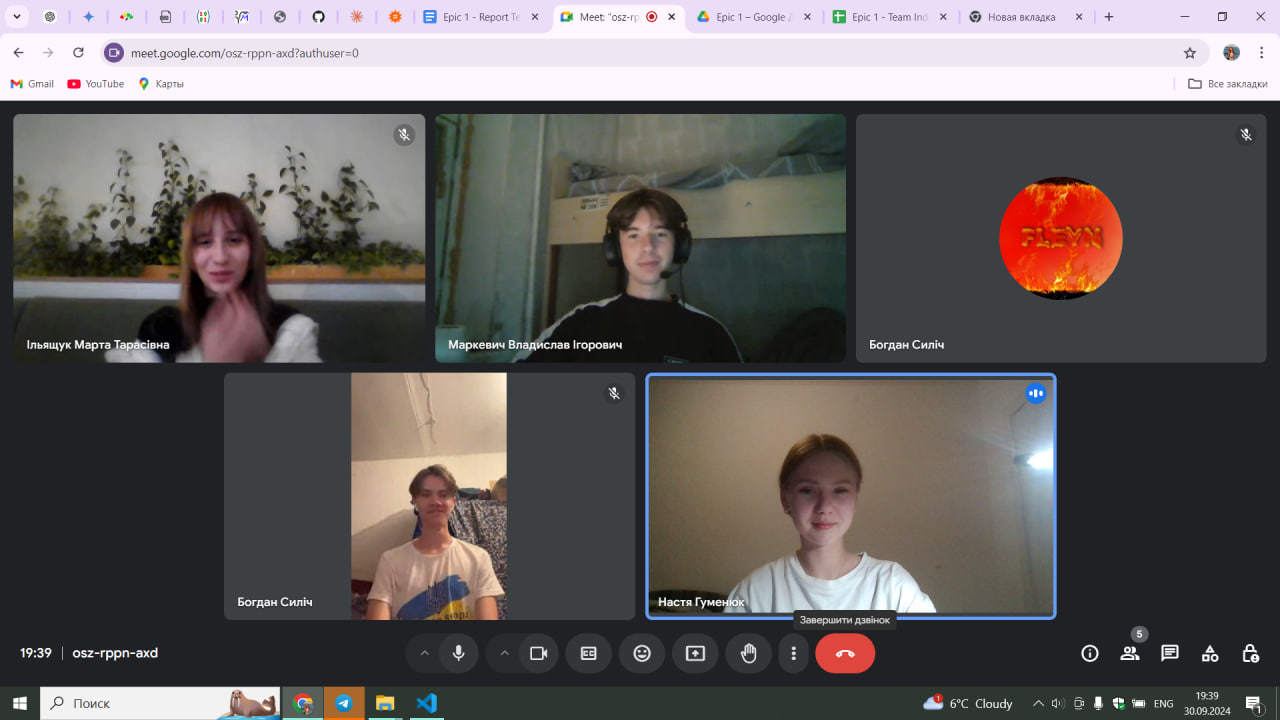 Epic 1 - Report Te
Meet: "osz-rp
Epic 1 – Google Д
Epic 1 - Team Ind
Новая вкладка
meet.google.com/osz-rppn-axd?authuser=0
Gmail
YouTube
Карты
Все закладки
FLEYN
Ільящук Марта Тарасівна
Маркевич Владислав Ігорович
Богдан Силіч
Богдан Силіч
Настя Гуменюк
Завершити дзвінок
19:39
osz-rppn-axd
5
Поиск
1
6°C Cloudy
ENG
19:39
30.09.2024
1